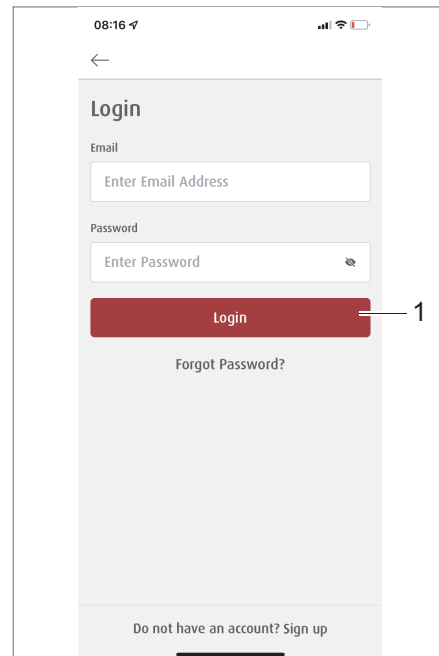 08:16
Login
Email
Enter Email Address
Password
Enter Password
Login
1
Forgot Password?
Do not have an account? Sign up